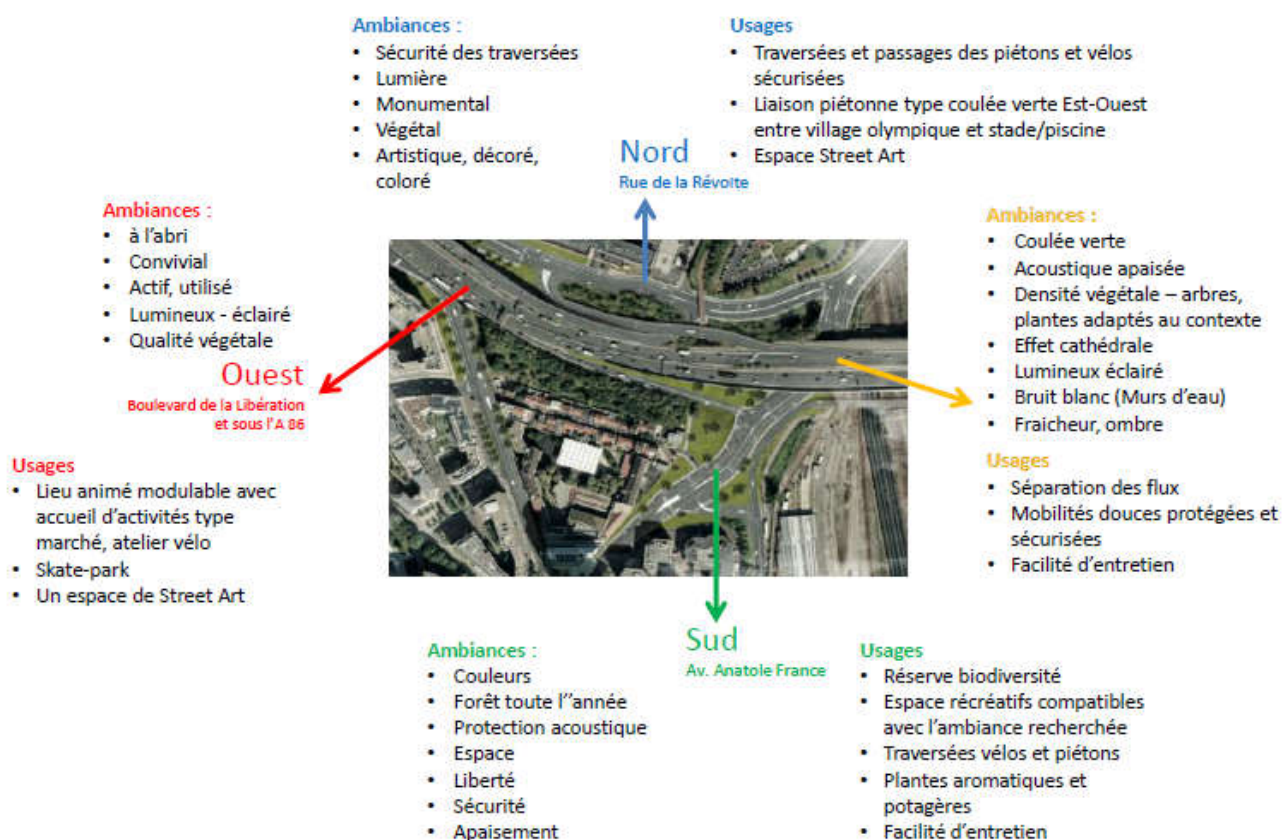 Ambiances :
• Sécurité des traversées
• Lumière
• Monumental
• Végétal
• Artistique, décoré,
coloré
Usages
• Traversées et passages des piétons et vélos
sécurisées
• Liaison piétonne type coulée verte Est-Ouest
entre village olympique et stade/piscine
• Espace Street Art
Nord
Rue de la Révolte
Ambiances :
• à l'abri
• Convivial
• Actif, utilisé
• Lumineux - éclairé
• Qualité végétale
Ouest
Boulevard de la Libération
et sous l'A 86
Usages
• Lieu animé modulable avec
accueil d'activités type
marché, atelier vélo
• Skate-park
• Un espace de Street Art
Ambiances :
• Coulée verte
• Acoustique apaisée
• Densité végétale – arbres,
plantes adaptés au contexte
• Effet cathédrale
• Lumineux éclairé
• Bruit blanc (Murs d'eau)
• Fraicheur, ombre
Usages
• Séparation des flux
• Mobilités douces protégées et
sécurisées
• Facilité d'entretien
Sud
Av. Anatole France
Ambiances :
• Couleurs
• Forêt toute l''année
• Protection acoustique
• Espace
• Liberté
• Sécurité
• Apaisement
Usages
• Réserve biodiversité
• Espace récréatifs compatibles
avec l'ambiance recherchée
• Traversées vélos et piétons
• Plantes aromatiques et
potagères
• Facilité d'entretien